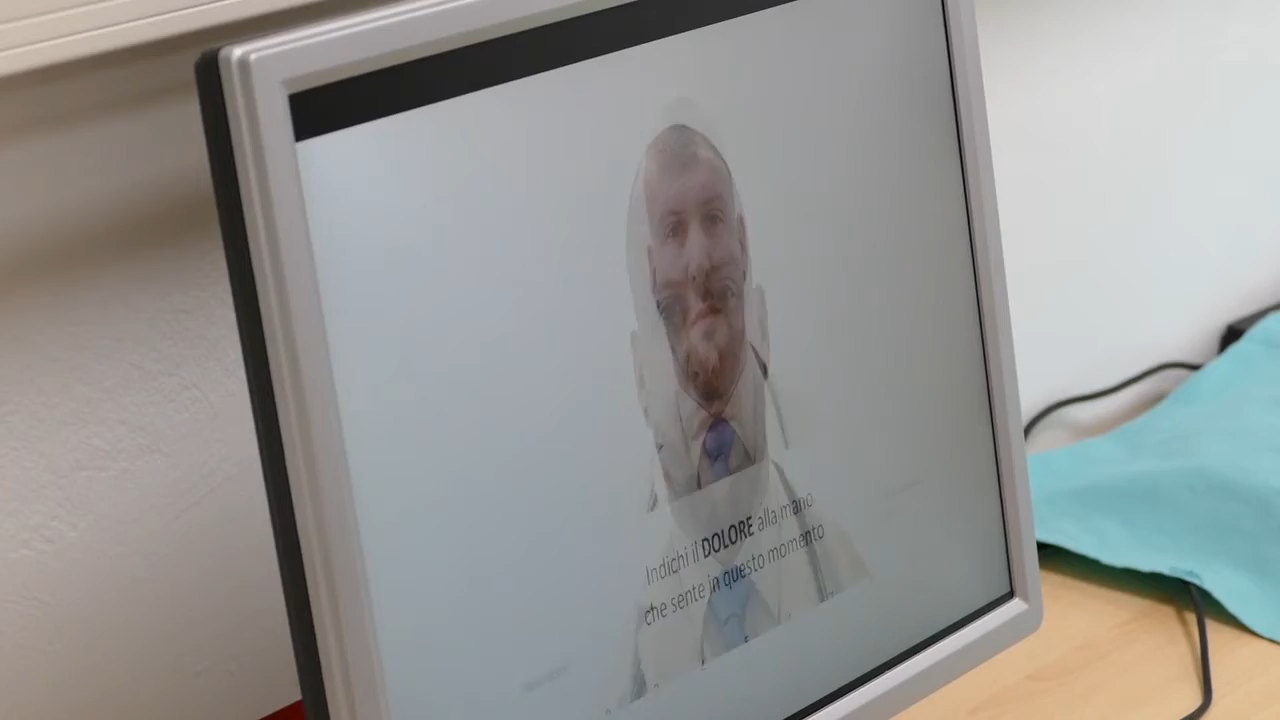 Indichi il DOLORE alla mano
che sente in questo momento